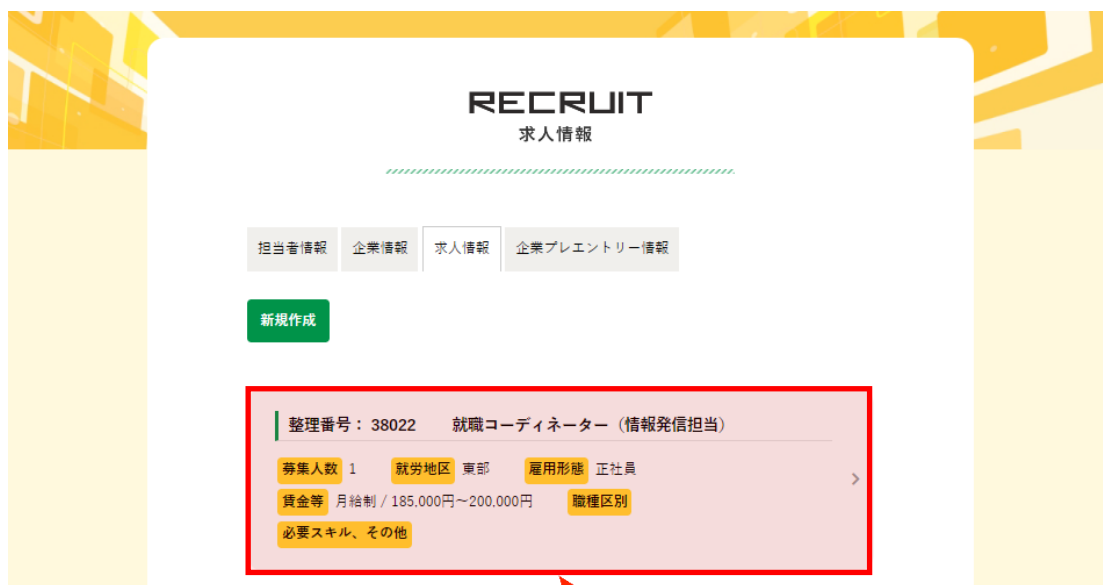 RECRUIT
求人情報
担当者情報 企業情報 求人情報 企業プレエントリー情報
新規作成
整理番号： 38022 就職コーディネーター（情報発信担当）
募集人数 1 就労地区 東部 雇用形態 正社員
賃金等 月給制 / 185,000円～200,000円 職種区別
必要スキル、その他